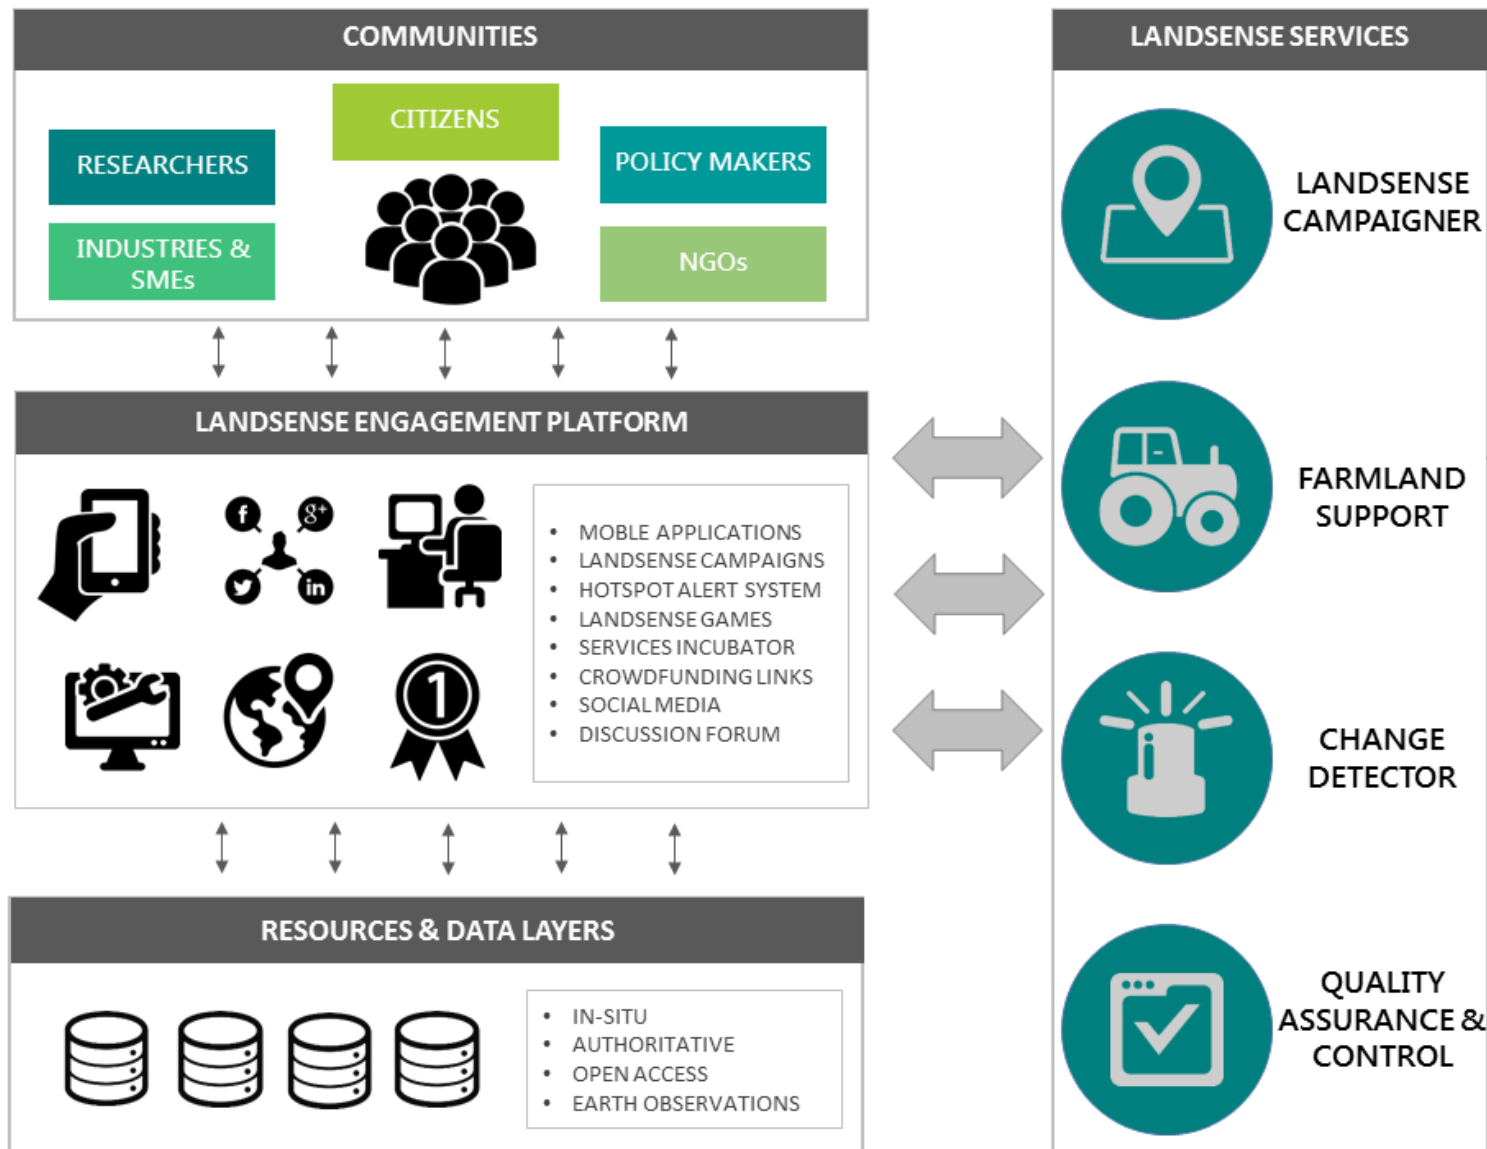 COMMUNITIES
CITIZENS
RESEARCHERS
POLICY MAKERS
INDUSTRIES &
SMEs
NGOs
LANDSENSE ENGAGEMENT PLATFORM
f
g+
in
1
• MOBLE APPLICATIONS
• LANDSENSE CAMPAIGNS
• HOTSPOT ALERT SYSTEM
• LANDSENSE GAMES
• SERVICES INCUBATOR
• CROWDFUNDING LINKS
• SOCIAL MEDIA
• DISCUSSION FORUM
RESOURCES & DATA LAYERS
• IN-SITU
• AUTHORITATIVE
• OPEN ACCESS
• EARTH OBSERVATIONS
LANDSENSE SERVICES
LANDSENSE
CAMPAIGNER
FARMLAND
SUPPORT
CHANGE
DETECTOR
QUALITY
ASSURANCE &
CONTROL